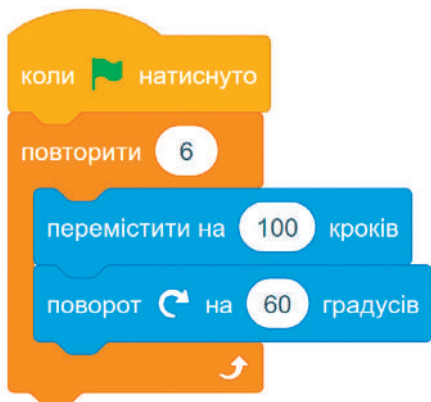 коли натиснуто
повторити 6
перемістити на 100 кроків
поворот на 60 градусів